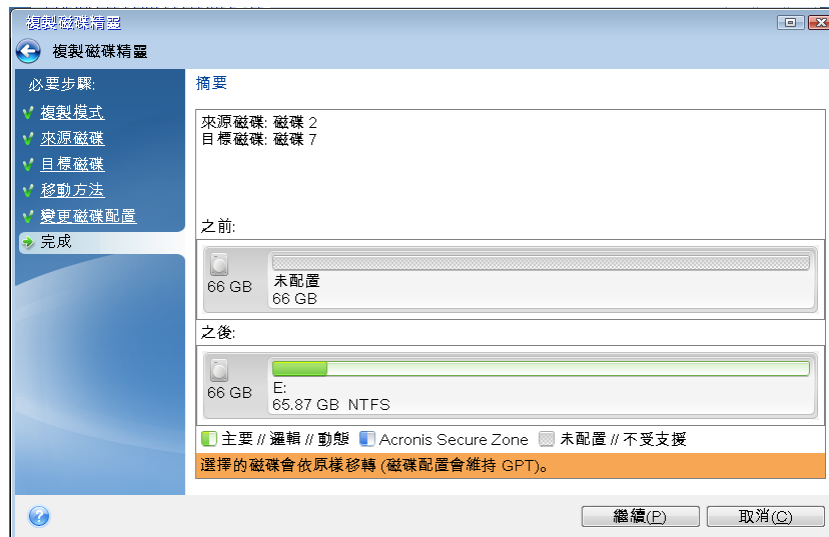 複製磁碟精靈
複製磁碟精靈
必要步驟:
複製模式
來源磁碟
目標磁碟
移動方法
變更磁碟配置
完成
摘要
來源磁碟: 磁碟 2
目標磁碟: 磁碟 7
之前:
66 GB
未配置
66 GB
之後:
66 GB
E:
65.87 GB NTFS
主要 // 邏輯 // 動態 Acronis Secure Zone 未配置 // 不受支援
選擇的磁碟會依原樣移轉 (磁碟配置會維持 GPT)。
繼續(P) 取消(C)